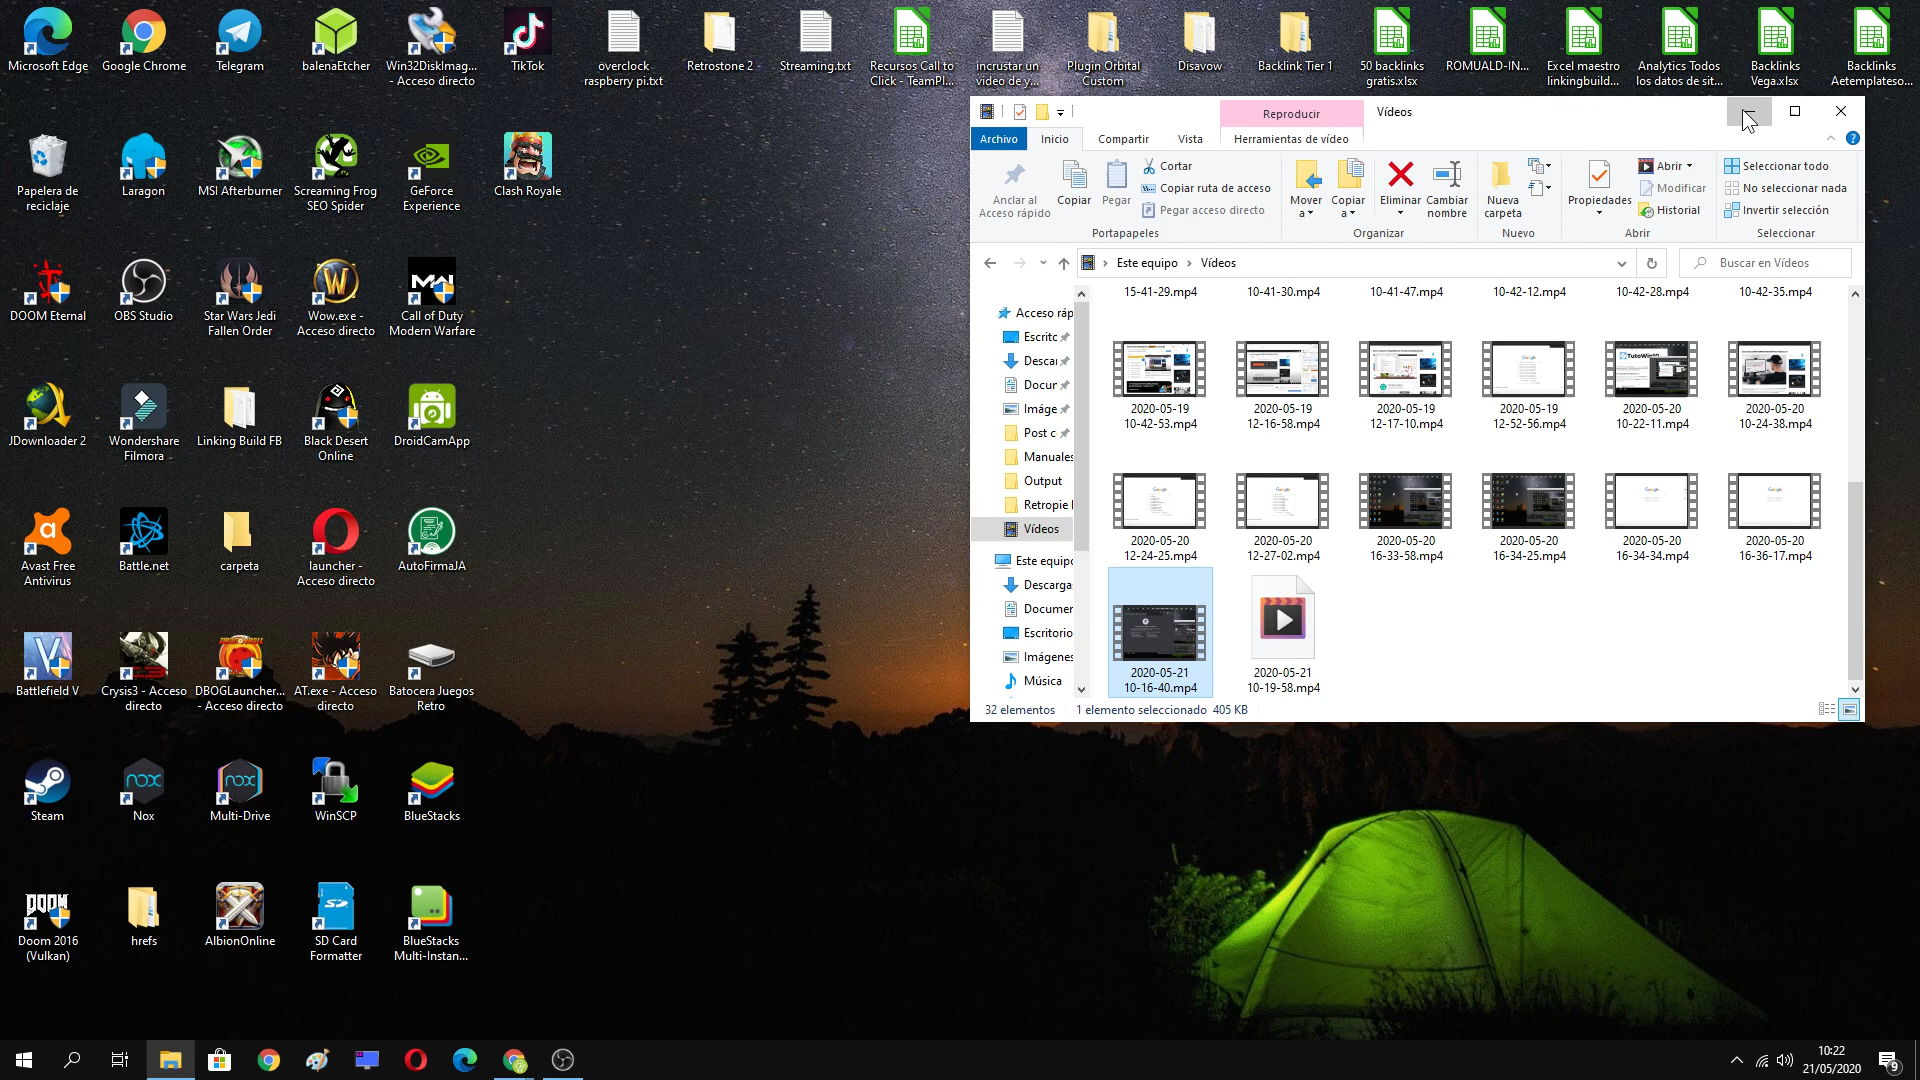 Microsoft Edge
Google Chrome
Telegram
balenaEtcher
Win32DiskImag...
- Acceso directo
TikTok
overclock
raspberry pi.txt
Retrostone 2
Streaming.txt
Recursos Call to
Click - TeamPl...
incrustar un
video de y...
Plugin Orbital
Custom
Disavow
Backlink Tier 1
50 backlinks
gratis.xlsx
ROMUALD-IN...
Excel maestro
linkingbuild...
Analytics Todos
los datos de sit...
Backlinks
Vega.xlsx
Backlinks
Aetemplateso...
Papelera de
reciclaje
Laragon
MSI Afterburner
Screaming Frog
SEO Spider
GeForce
Experience
Clash Royale
DOOM Eternal
OBS Studio
Star Wars Jedi
Fallen Order
Wow.exe -
Acceso directo
Call of Duty
Modern Warfare
JDownloader 2
Wondershare
Filmora
Linking Build FB
Black Desert
Online
DroidCamApp
Avast Free
Antivirus
Battle.net
carpeta
launcher -
Acceso directo
AutoFirmaJA
Battlefield V
Crysis3 - Acceso
directo
DBOGLauncher...
- Acceso directo
AT.exe - Acceso
directo
Batocera Juegos
Retro
Steam
Nox
Multi-Drive
WinSCP
BlueStacks
Doom 2016
(Vulkan)
hrefs
AlbionOnline
SD Card
Formatter
BlueStacks
Multi-Instan...
Reproducir
Vídeos
Archivo
Inicio
Compartir
Vista
Herramientas de vídeo
Anclar al
Acceso rápido
Copiar
Pegar
Cortar
Copiar ruta de acceso
Pegar acceso directo
Portapapeles
Mover
a
Copiar
a
Eliminar
Cambiar
nombre
Organizar
Nueva
carpeta
Nuevo
Propiedades
Abrir
Modificar
Historial
Abrir
Seleccionar todo
No seleccionar nada
Invertir selección
Seleccionar
Este equipo
Vídeos
Buscar en Vídeos
Acceso ráp
Escrito
Descar
Docur
Imáge
Post c
Manuales
Output
Retropie
Vídeos
Este equipo
Descarga
Documer
Escritorio
Imágenes
Música
15-41-29.mp4
10-41-30.mp4
10-41-47.mp4
10-42-12.mp4
10-42-28.mp4
10-42-35.mp4
2020-05-19
10-42-53.mp4
2020-05-19
12-16-58.mp4
2020-05-19
12-17-10.mp4
2020-05-19
12-52-56.mp4
2020-05-20
10-22-11.mp4
2020-05-20
10-24-38.mp4
2020-05-20
12-24-25.mp4
2020-05-20
12-27-02.mp4
2020-05-20
16-33-58.mp4
2020-05-20
16-34-25.mp4
2020-05-20
16-34-34.mp4
2020-05-20
16-36-17.mp4
2020-05-21
10-16-40.mp4
2020-05-21
10-19-58.mp4
32 elementos
1 elemento seleccionado 405 KB
10:22
21/05/2020
9